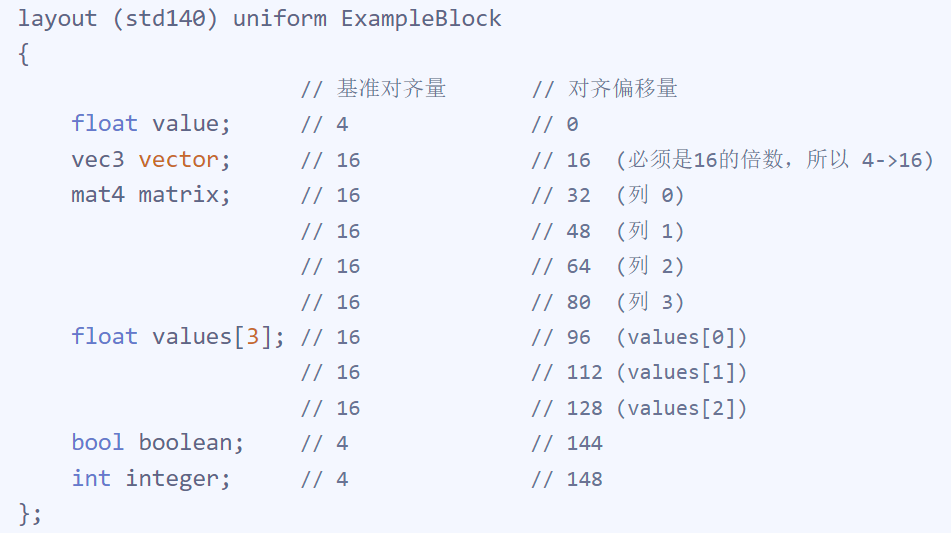 layout (std140) uniform ExampleBlock
{
// 基准对齐量 // 对齐偏移量
float value; // 4 // 0
vec3 vector; // 16 // 16 (必须是16的倍数，所以 4->16)
mat4 matrix; // 16 // 32 (列 0)
// 16 // 48 (列 1)
// 16 // 64 (列 2)
// 16 // 80 (列 3)
float values[3]; // 16 // 96 (values[0])
// 16 // 112 (values[1])
// 16 // 128 (values[2])
bool boolean; // 4 // 144
int integer; // 4 // 148
};